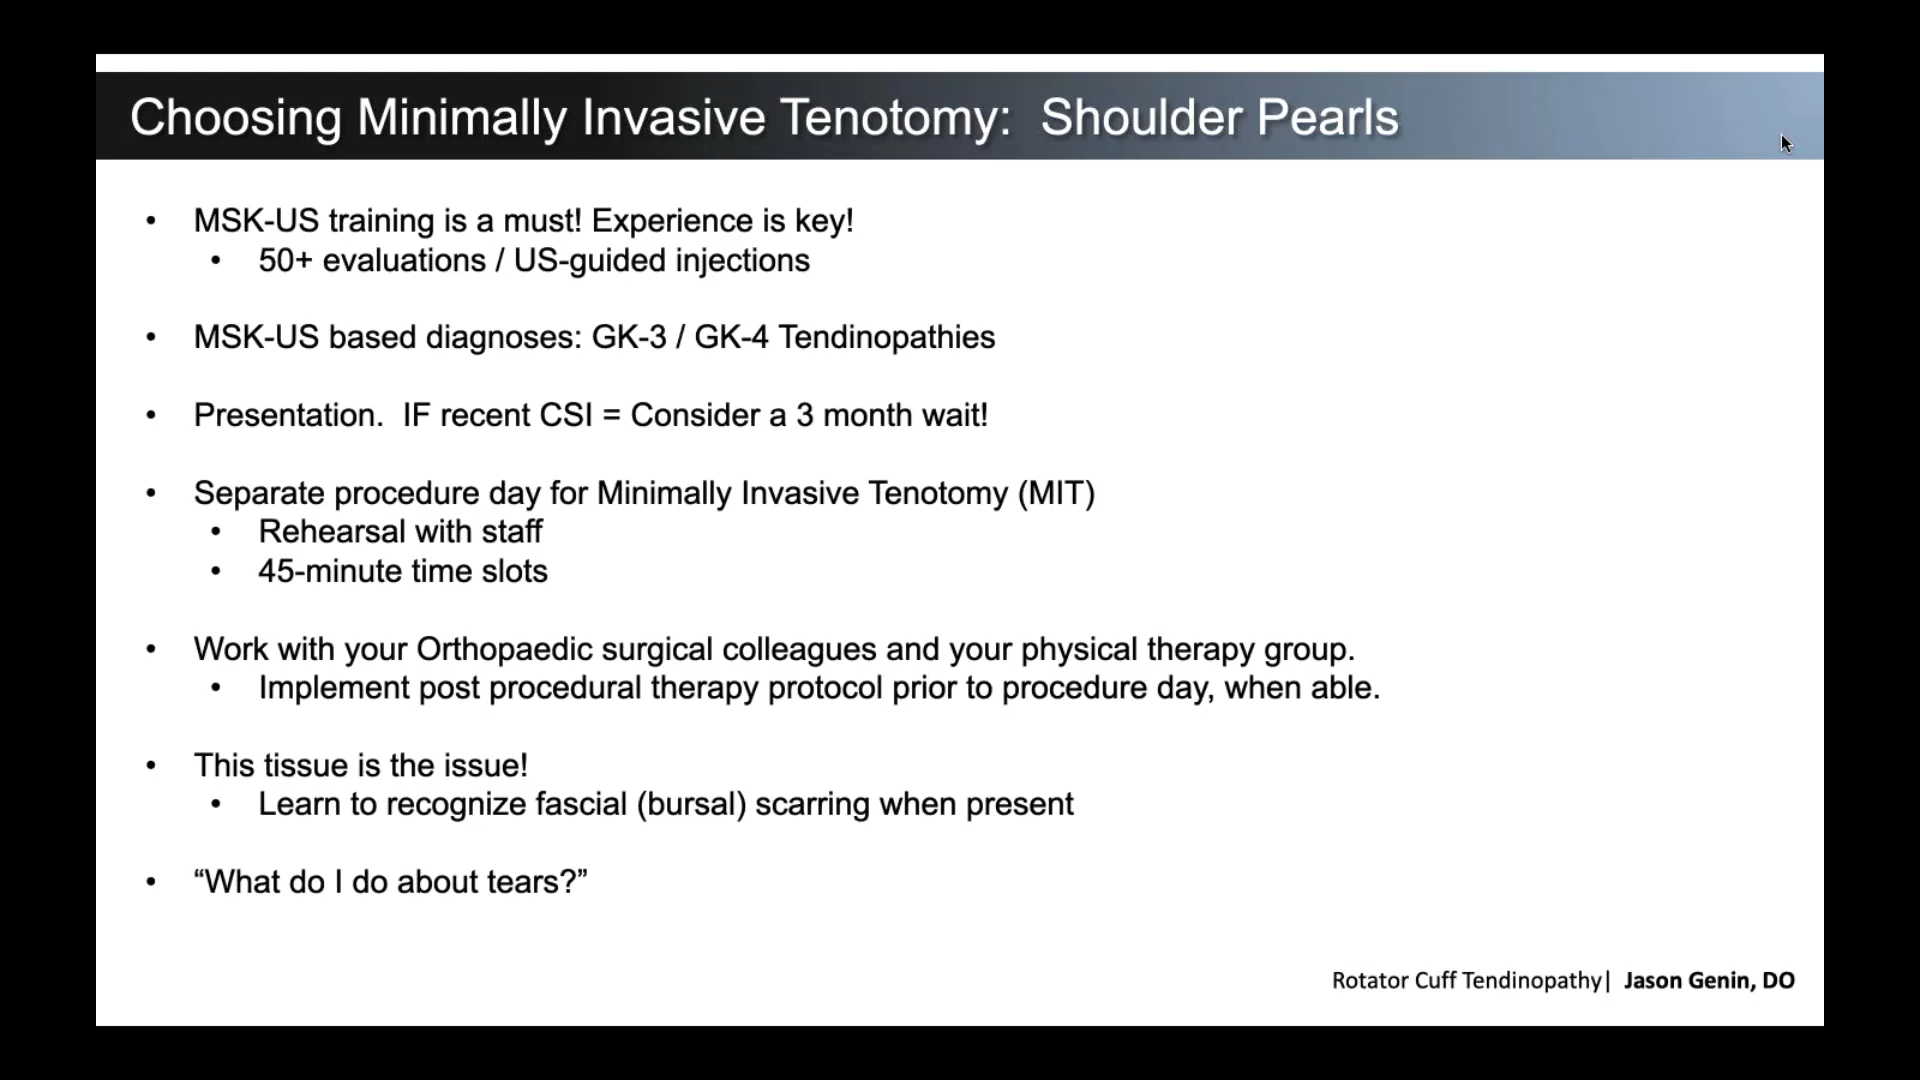 Choosing Minimally Invasive Tenotomy:  Shoulder Pearls
• MSK-US training is a must! Experience is key!
• 50+ evaluations / US-guided injections
• MSK-US based diagnoses: GK-3 / GK-4 Tendinopathies
• Presentation.  IF recent CSI = Consider a 3 month wait!
• Separate procedure day for Minimally Invasive Tenotomy (MIT)
• Rehearsal with staff
• 45-minute time slots
• Work with your Orthopaedic surgical colleagues and your physical therapy group.
• Implement post procedural therapy protocol prior to procedure day, when able.
• This tissue is the issue!
• Learn to recognize fascial (bursal) scarring when present
• “What do I do about tears?”
Rotator Cuff Tendinopathy|  Jason Genin, DO